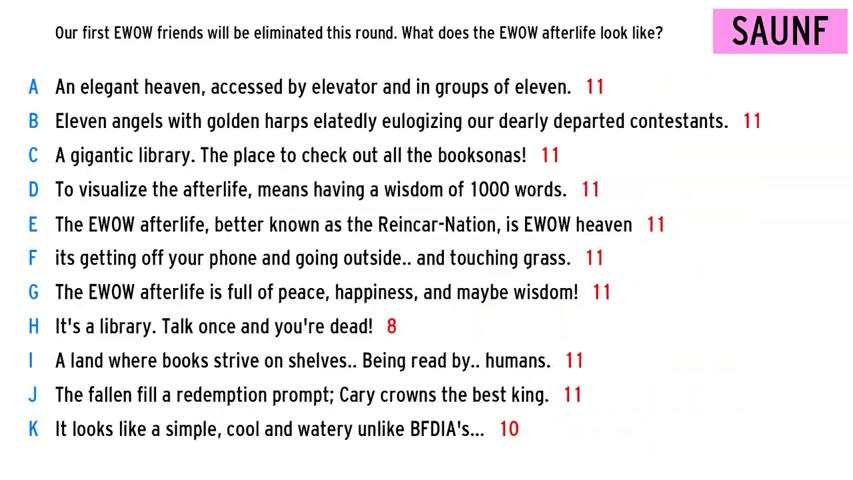 Our first EWOW friends will be eliminated this round. What does the EWOW afterlife look like?
SAUNF
A An elegant heaven, accessed by elevator and in groups of eleven. 11
B Eleven angels with golden harps elatedly eulogizing our dearly departed contestants. 11
C A gigantic library. The place to check out all the booksonas! 11
D To visualize the afterlife, means having a wisdom of 1000 words. 11
E The EWOW afterlife, better known as the Reincar-Nation, is EWOW heaven 11
F its getting off your phone and going outside.. and touching grass. 11
G The EWOW afterlife is full of peace, happiness, and maybe wisdom! 11
H It's a library. Talk once and you're dead! 8
I A land where books strive on shelves.. Being read by.. humans. 11
J The fallen fill a redemption prompt; Cary crowns the best king. 11
K It looks like a simple, cool and watery unlike BFDIA's... 10